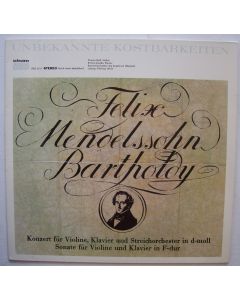 UNBEKANNTE KOSTBARKEITEN
STEREO
Felix
Mendelssohn
Bartholdy
Konzert für Violine, Klavier und Streichorchester in d-moll
Sonate für Violine und Klavier in F-dur